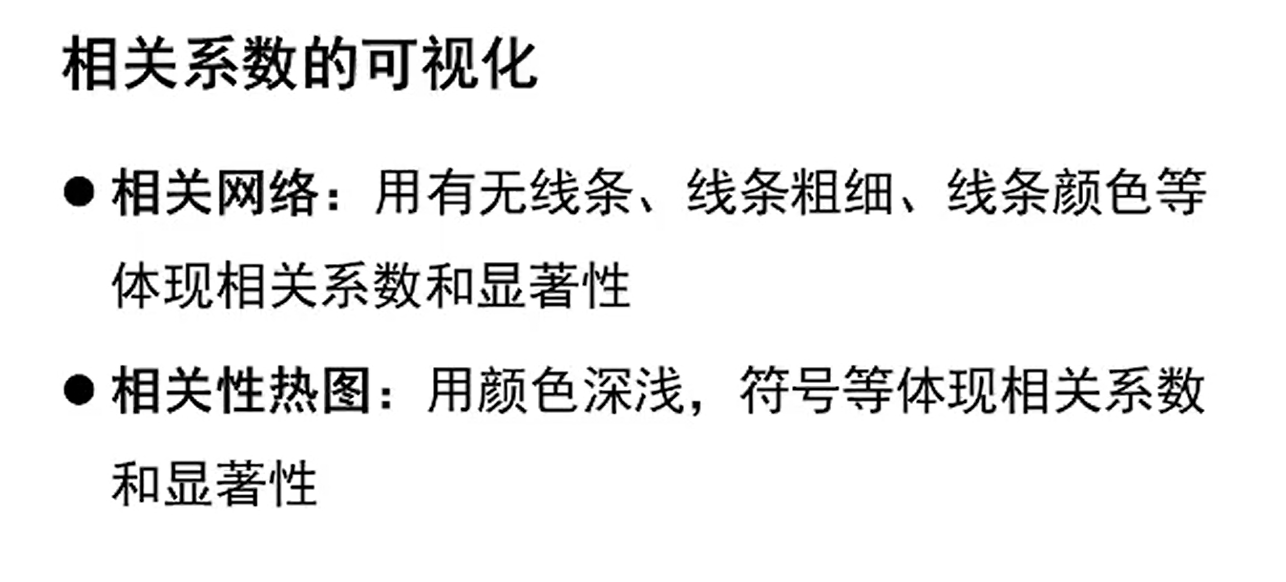 相关系数的可视化
● 相关网络：用有无线条、线条粗细、线条颜色等
体现相关系数和显著性
● 相关性热图：用颜色深浅，符号等体现相关系数
和显著性